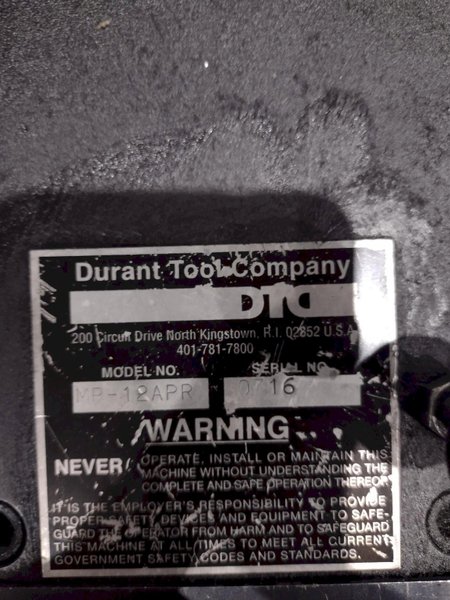 Durant Tool Company
DTC
200 Circuit Drive North Kingstown, R.I. 02852 U.S.A.
401-781-7800
MODEL NO. SERIAL NO.
MP-12APR 16
WARNING
NEVER OPERATE, INSTALL OR MAINTAIN THIS
MACHINE WITHOUT UNDERSTANDING THE
COMPLETE AND SAFE OPERATION THEREOF
IT IS THE EMPLOYER'S RESPONSIBILITY TO PROVIDE
PROPER SAFETY DEVICES AND EQUIPMENT TO SAFE-
GUARD THE OPERATOR FROM HARM AND TO SAFEGUARD
THIS MACHINE AT ALL TIMES TO MEET ALL CURRENT
GOVERNMENT SAFETY CODES AND STANDARDS.